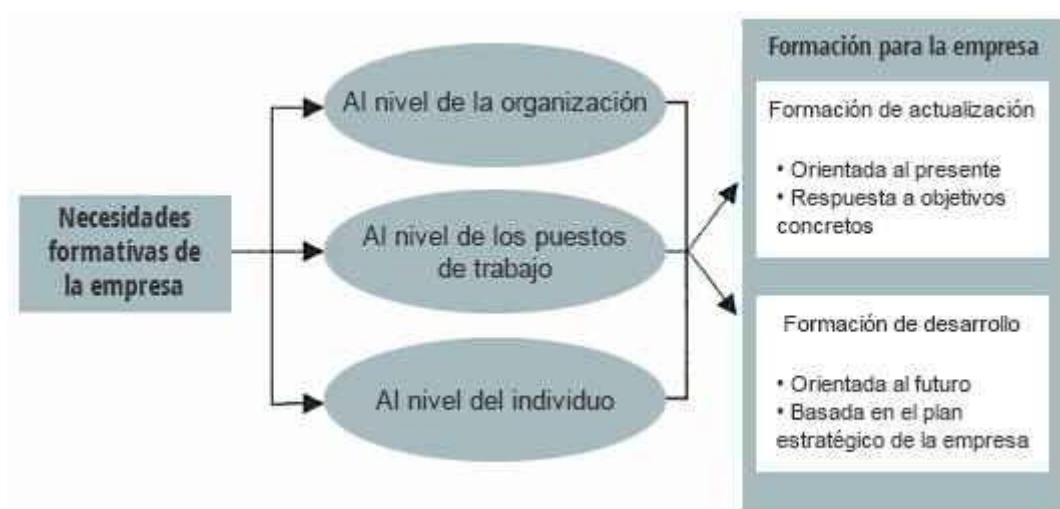 Necesidades
formativas de
la empresa
Al nivel de la organización
Al nivel de los puestos
de trabajo
Al nivel del individuo
Formación para la empresa
Formación de actualización
• Orientada al presente
• Respuesta a objetivos
concretos
Formación de desarrollo
• Orientada al futuro
• Basada en el plan
estratégico de la empresa